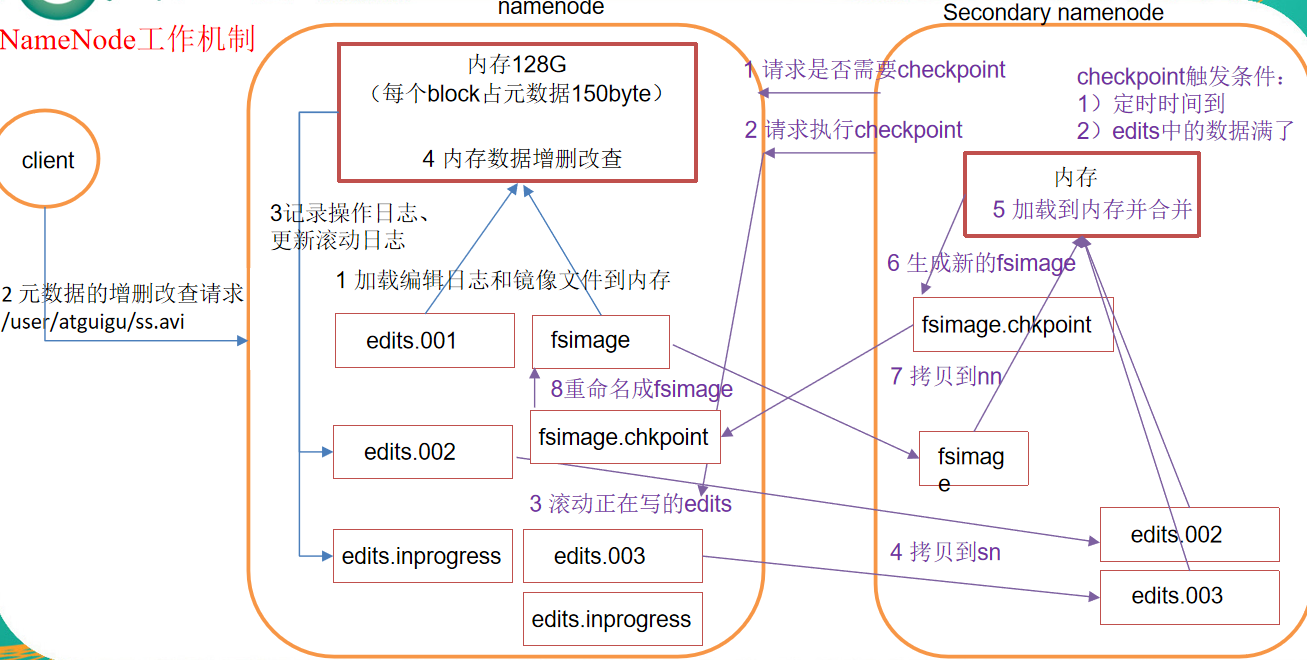 namenode
Secondary namenode
NameNode工作机制
内存128G
（每个block占元数据150byte）
4 内存数据增删改查
1 请求是否需要checkpoint
2 请求执行checkpoint
checkpoint触发条件：
1）定时时间到
2）edits中的数据满了
client
内存
5 加载到内存并合并
3记录操作日志、
更新滚动日志
1 加载编辑日志和镜像文件到内存
6 生成新的fsimage
2 元数据的增删改查请求
/user/atguigu/ss.avi
edits.001
fsimage
fsimage.chkpoint
8重命名成fsimage
7 拷贝到nn
edits.002
fsimage.chkpoint
fsimag
e
3 滚动正在写的edits
edits.002
edits.inprogress
edits.003
4 拷贝到sn
edits.003
edits.inprogress